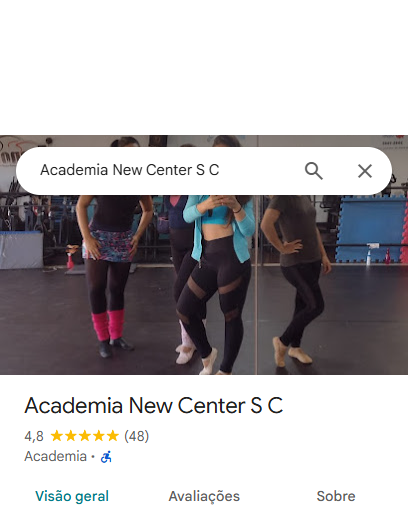 Academia New Center S C
Academia New Center S C
4,8 (48)
Academia ·
Visão geral Avaliações Sobre